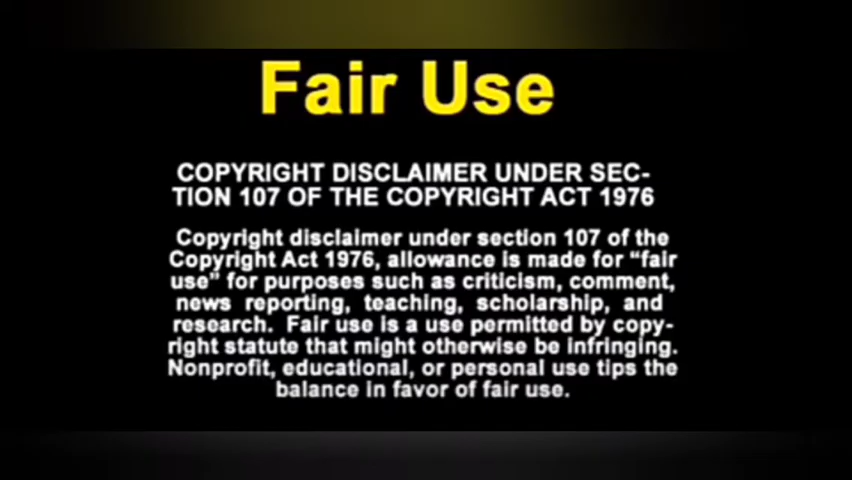 Fair Use
COPYRIGHT DISCLAIMER UNDER SEC-
TION 107 OF THE COPYRIGHT ACT 1976
Copyright disclaimer under section 107 of the
Copyright Act 1976, allowance is made for “fair
use” for purposes such as criticism, comment,
news reporting, teaching, scholarship, and
research. Fair use is a use permitted by copy-
right statute that might otherwise be infringing.
Nonprofit, educational, or personal use tips the
balance in favor of fair use.